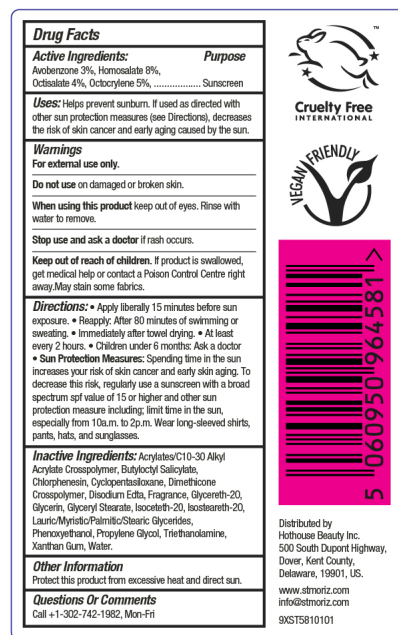 Drug Facts
Active Ingredients: Purpose
Avobenzone 3%, Homosalate 8%,
Octisalate 4%, Octocrylene 5%, ................... Sunscreen
Uses: Helps prevent sunburn. If used as directed with
other sun protection measures (see Directions), decreases
the risk of skin cancer and early aging caused by the sun.
Warnings
For external use only.
Do not use on damaged or broken skin.
When using this product keep out of eyes. Rinse with
water to remove.
Stop use and ask a doctor if rash occurs.
Keep out of reach of children. If product is swallowed,
get medical help or contact a Poison Control Centre right
away.May stain some fabrics.
Directions: • Apply liberally 15 minutes before sun
exposure. • Reapply: After 80 minutes of swimming or
sweating. • Immediately after towel drying. • At least
every 2 hours. • Children under 6 months: Ask a doctor
• Sun Protection Measures: Spending time in the sun
increases your risk of skin cancer and early skin aging. To
decrease this risk, regularly use a sunscreen with a broad
spectrum spf value of 15 or higher and other sun
protection measure including; limit time in the sun,
especially from 10a.m. to 2p.m. Wear long-sleeved shirts,
pants, hats, and sunglasses.
Inactive Ingredients: Acrylates/C10-30 Alkyl
Acrylate Crosspolymer, Butyloctyl Salicylate,
Chlorphenesin, Cyclopentasiloxane, Dimethicone
Crosspolymer, Disodium Edta, Fragrance, Glycereth-20,
Glycerin, Glyceryl Stearate, Isoceteth-20, Isosteareth-20,
Lauric/Myristic/Palmitic/Stearic Glycerides,
Phenoxyethanol, Propylene Glycol, Triethanolamine,
Xanthan Gum, Water.
Other Information
Protect this product from excessive heat and direct sun.
Questions Or Comments
Call +1-302-742-1982, Mon-Fri
TM
Cruelty Free
INTERNATIONAL
VEGAN FRIENDLY
5 060950 964581 >
Distributed by
Hothouse Beauty Inc.
500 South Dupont Highway,
Dover, Kent County,
Delaware, 19901, US.
www.stmoriz.com
info@stmoriz.com
9XST5810101